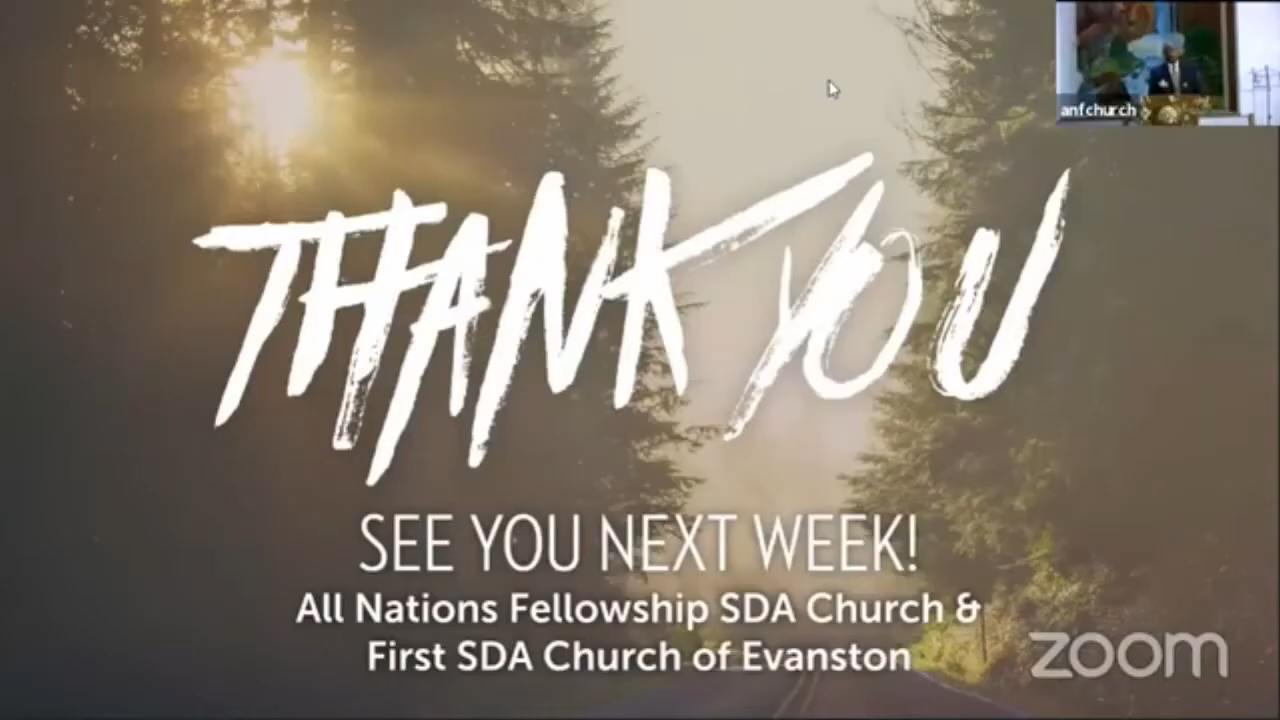 anfchurch
THANK YOU
SEE YOU NEXT WEEK!
All Nations Fellowship SDA Church &
First SDA Church of Evanston
zoom